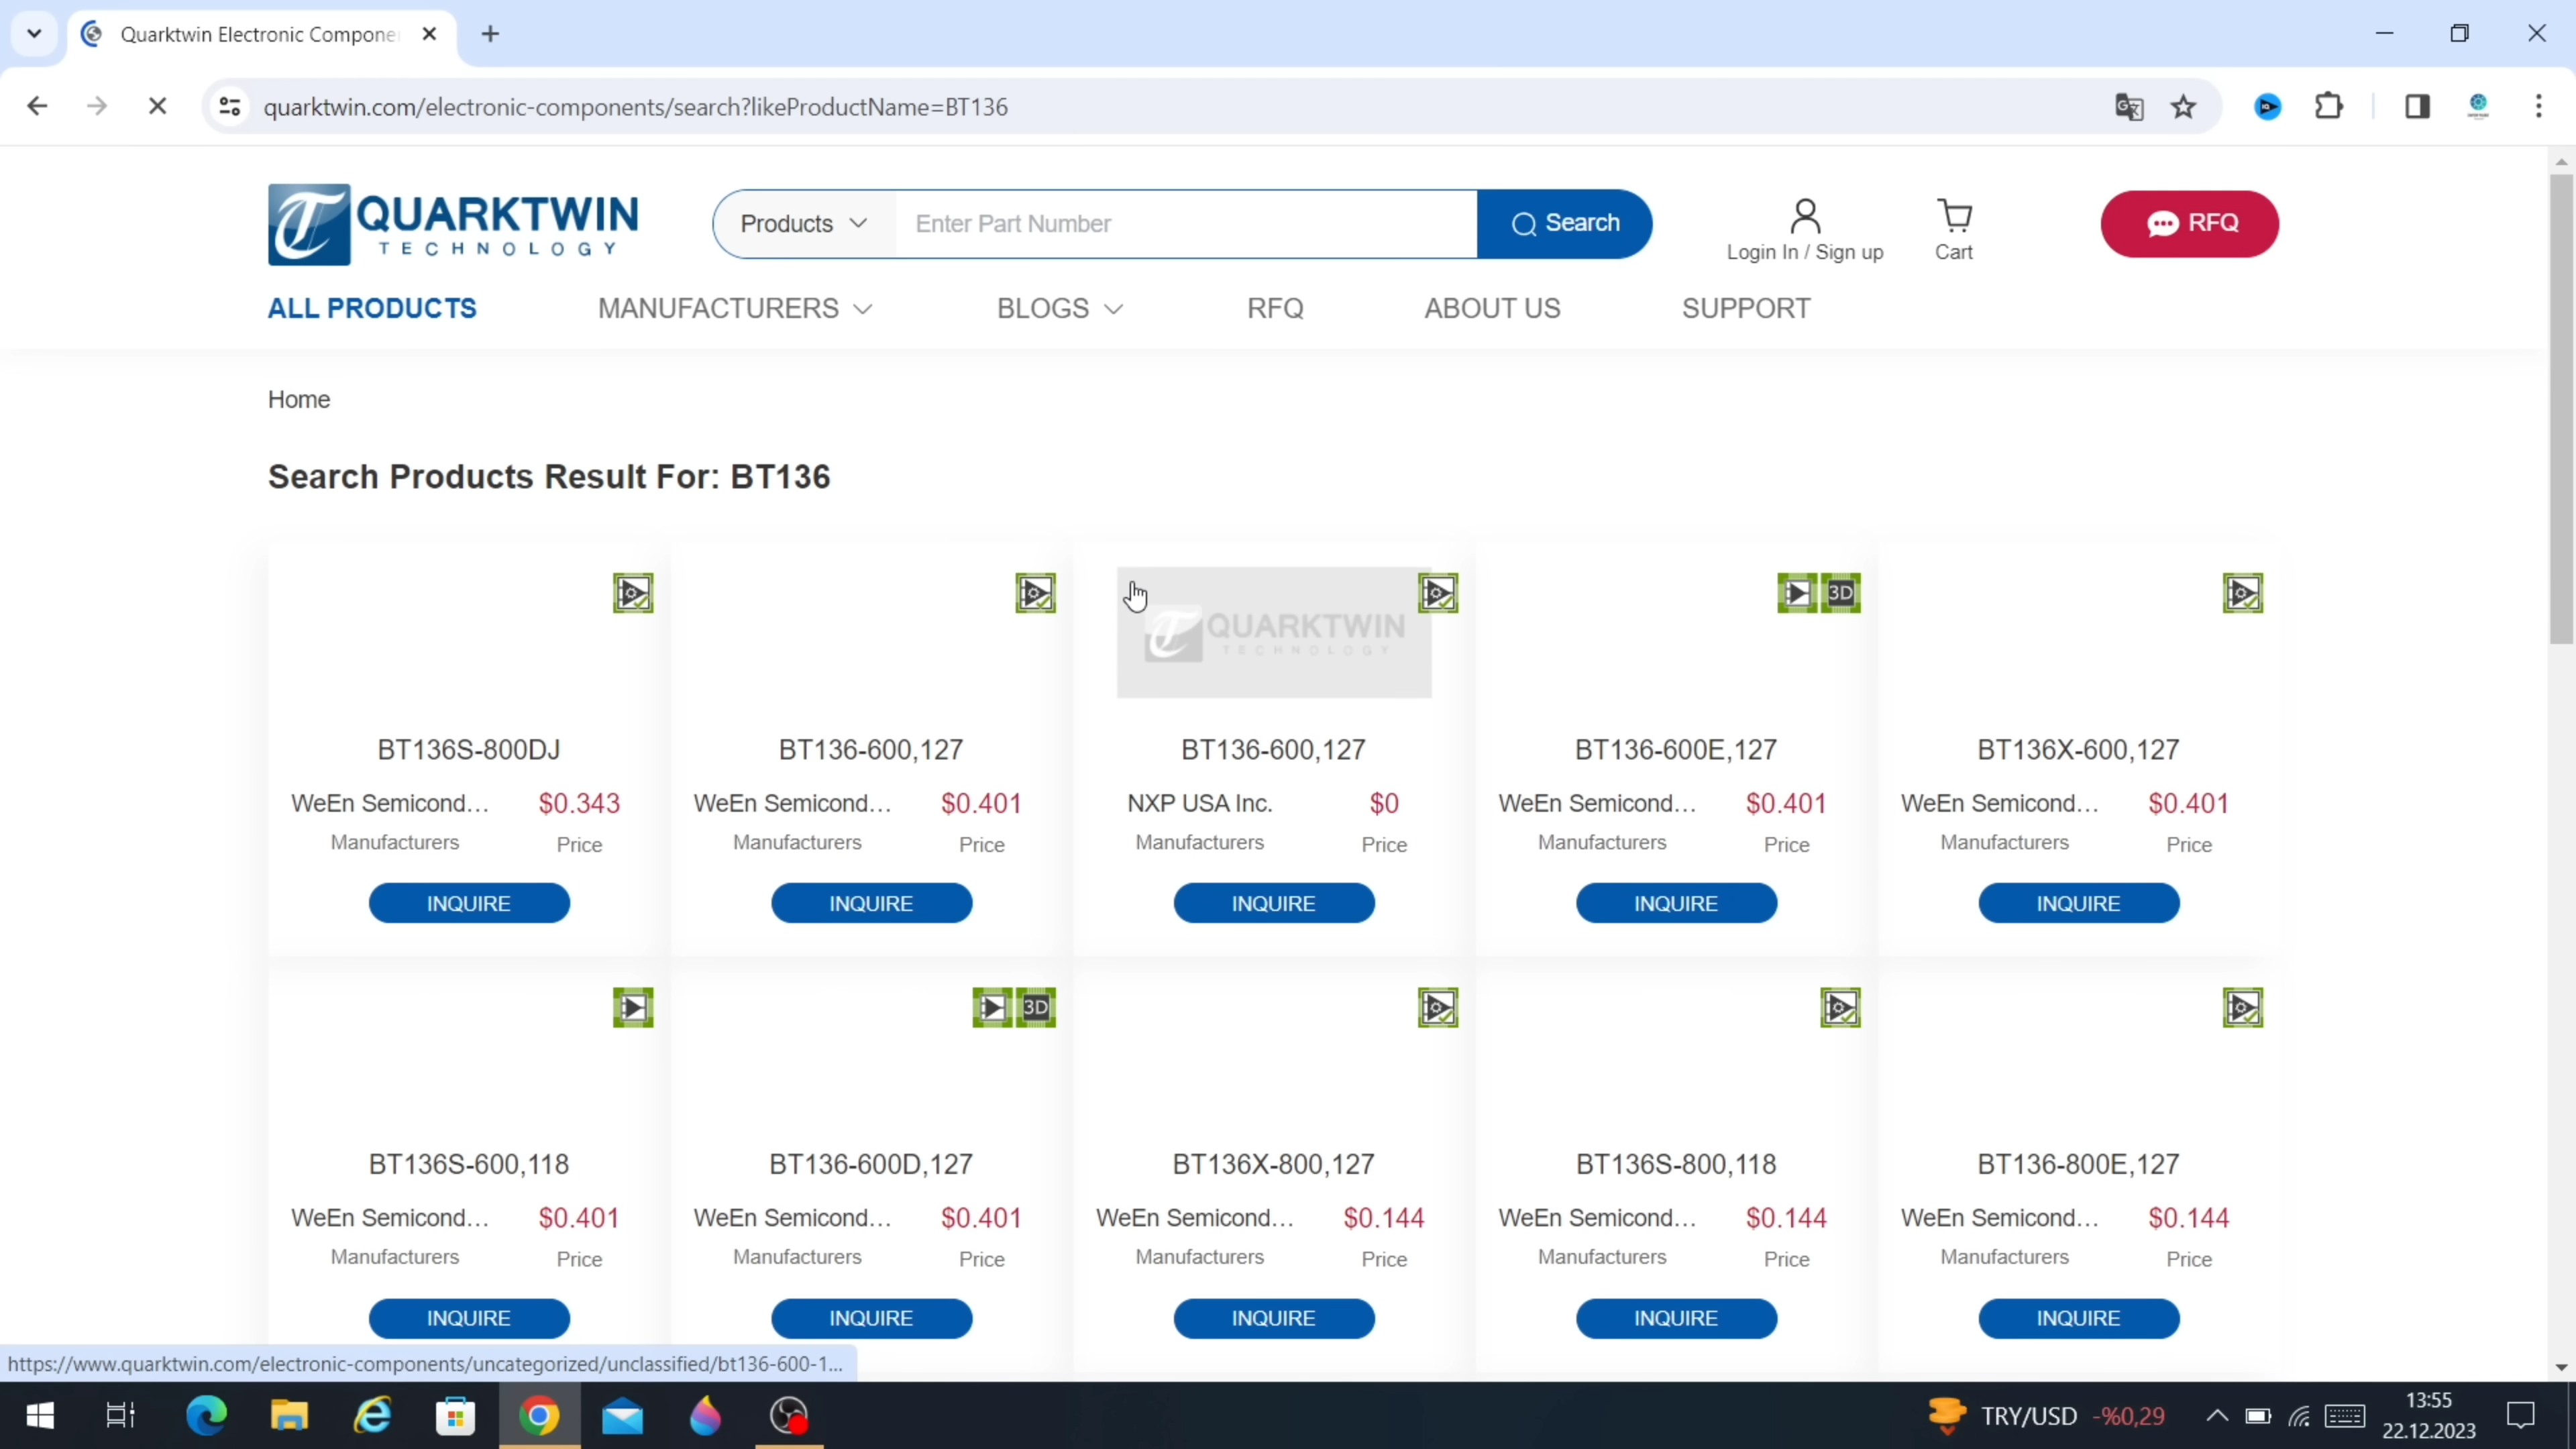 Quarktwin Electronic Compone
quarktwin.com/electronic-components/search?likeProductName=BT136
QUARKTWIN
TECHNOLOGY
Products
Enter Part Number
Search
Login In / Sign up
Cart
RFQ
ALL PRODUCTS
MANUFACTURERS
BLOGS
RFQ
ABOUT US
SUPPORT
Home
Search Products Result For: BT136
QUARKTWIN
TECHNOLOGY
3D
BT136S-800DJ
BT136-600,127
BT136-600,127
BT136-600E,127
BT136X-600,127
WeEn Semicond... $0.343
WeEn Semicond... $0.401
NXP USA Inc. $0
WeEn Semicond... $0.401
WeEn Semicond... $0.401
Manufacturers Price
Manufacturers Price
Manufacturers Price
Manufacturers Price
Manufacturers Price
INQUIRE
INQUIRE
INQUIRE
INQUIRE
INQUIRE
3D
BT136S-600,118
BT136-600D,127
BT136X-800,127
BT136S-800,118
BT136-800E,127
WeEn Semicond... $0.401
WeEn Semicond... $0.401
WeEn Semicond... $0.144
WeEn Semicond... $0.144
WeEn Semicond... $0.144
Manufacturers Price
Manufacturers Price
Manufacturers Price
Manufacturers Price
Manufacturers Price
INQUIRE
INQUIRE
INQUIRE
INQUIRE
INQUIRE
https://www.quarktwin.com/electronic-components/uncategorized/unclassified/bt136-600-1...
TRY/USD -%0,29
13:55
22.12.2023